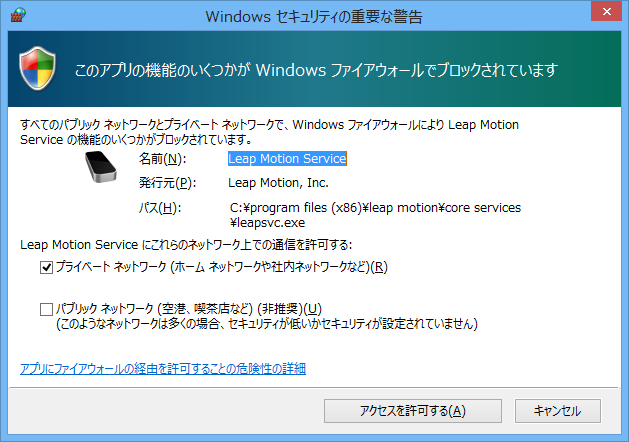 Windows セキュリティの重要な警告
このアプリの機能のいくつかが Windows ファイアウォールでブロックされています
すべてのパブリック ネットワークとプライベート ネットワークで、Windows ファイアウォールにより Leap Motion
Service の機能のいくつかがブロックされています。
名前(N): Leap Motion Service
発行元(P): Leap Motion, Inc.
パス(H): C:¥program files (x86)¥leap motion¥core services
¥leapsvc.exe
Leap Motion Service にこれらのネットワーク上での通信を許可する:
プライベート ネットワーク (ホーム ネットワークや社内ネットワークなど)(R)
パブリック ネットワーク (空港、喫茶店など) (非推奨)(U)
(このようなネットワークは多くの場合、セキュリティが低いかセキュリティが設定されていません)
アプリにファイアウォールの経由を許可することの危険性の詳細
アクセスを許可する(A) キャンセル